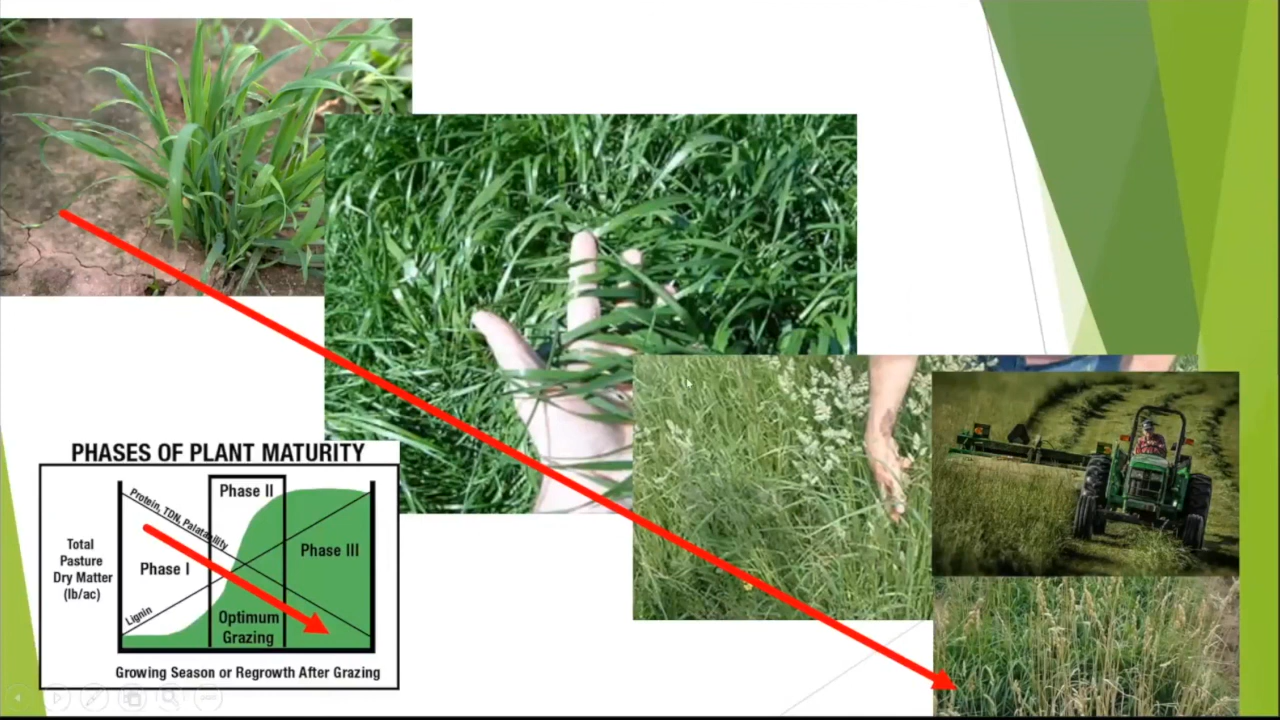 PHASES OF PLANT MATURITY
Phase II
Protein, TDN, Palatability
Total
Pasture
Dry Matter
(lb/ac)
Phase I
Phase III
Lignin
Optimum
Grazing
Growing Season or Regrowth After Grazing